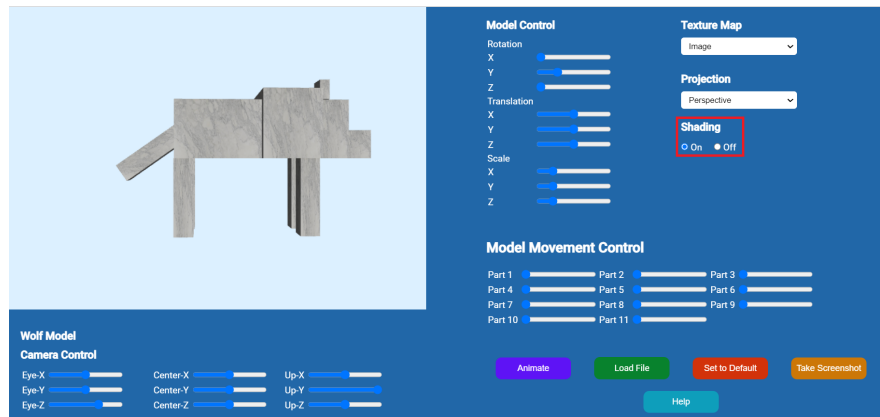 Model Control
Rotation
X
Y
Z
Translation
X
Y
Z
Scale
X
Y
Z
Texture Map
Image
Projection
Perspective
Shading
On Off
Model Movement Control
Part 1 Part 2 Part 3
Part 4 Part 5 Part 6
Part 7 Part 8 Part 9
Part 10 Part 11
Wolf Model
Camera Control
Eye-X Center-X Up-X
Eye-Y Center-Y Up-Y
Eye-Z Center-Z Up-Z
Animate Load File Set to Default Take Screenshot
Help